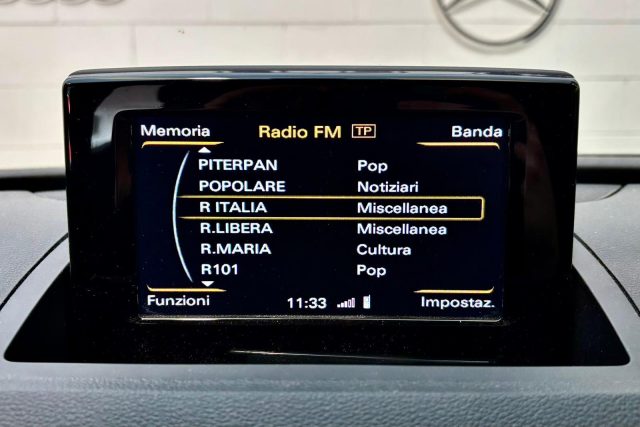 Memoria Radio FM TP Banda
PITERPAN Pop
POPOLARE Notiziari
R ITALIA Miscellanea
R.LIBERA Miscellanea
R.MARIA Cultura
R101 Pop
Funzioni 11:33 Impostaz.